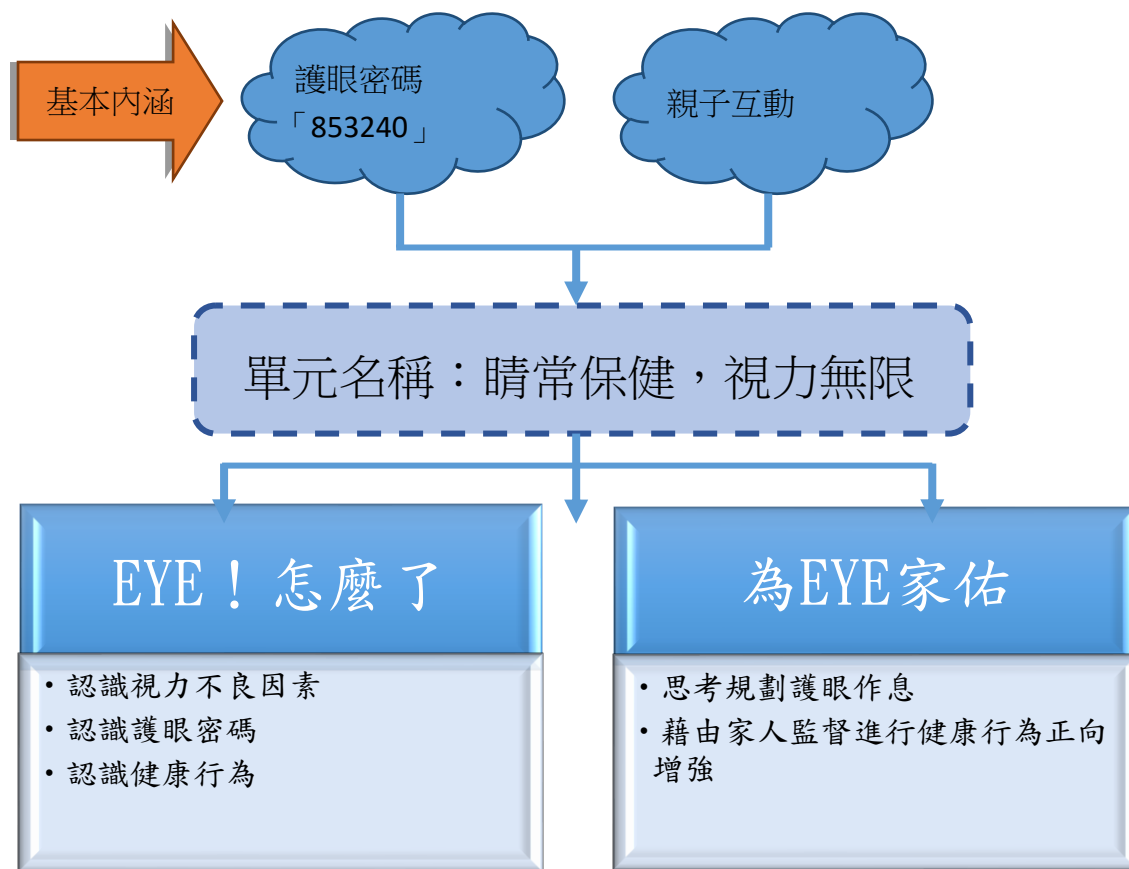 基本內涵
護眼密碼
「853240」
親子互動
單元名稱：睛常保健，視力無限
EYE！怎麼了
・認識視力不良因素
・認識護眼密碼
・認識健康行為
為EYE家佑
・思考規劃護眼作息
・藉由家人監督進行健康行為正向
增強